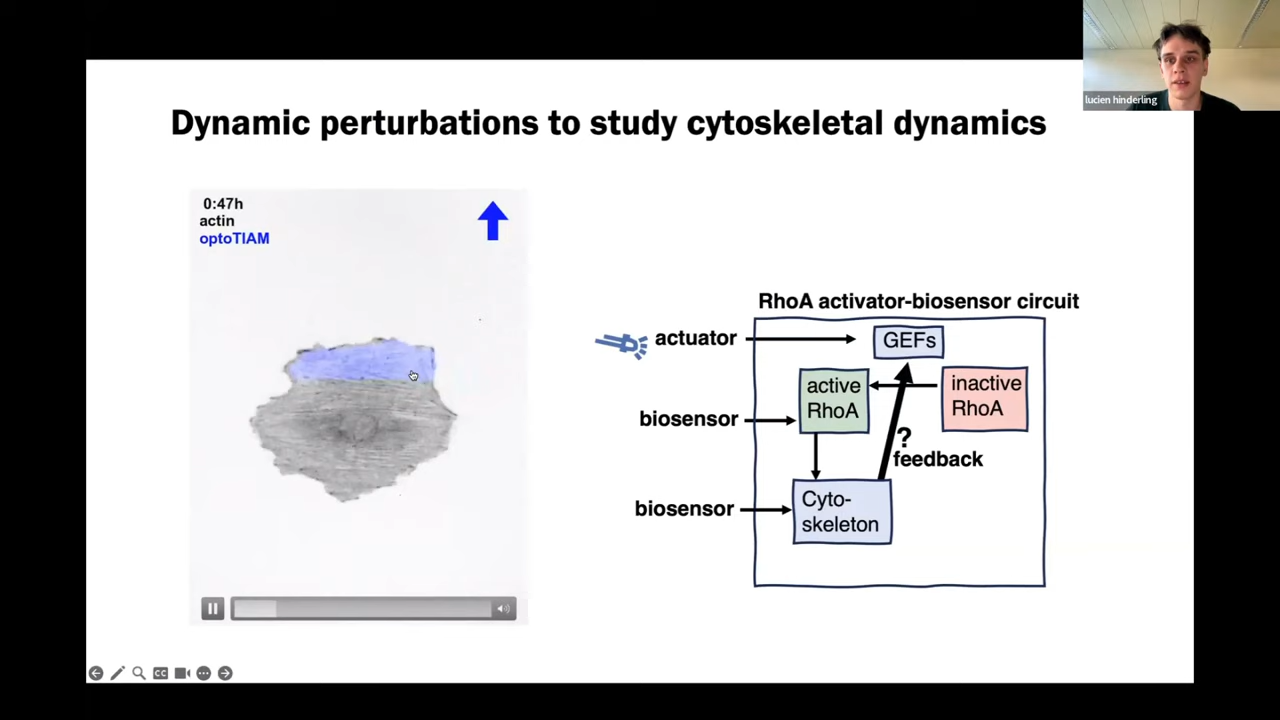 lucien hinderling
Dynamic perturbations to study cytoskeletal dynamics
0:47h
actin
optoTIAM
RhoA activator-biosensor circuit
actuator
GEFs
active
RhoA
inactive
RhoA
biosensor
?
feedback
biosensor
Cyto-
skeleton
CC